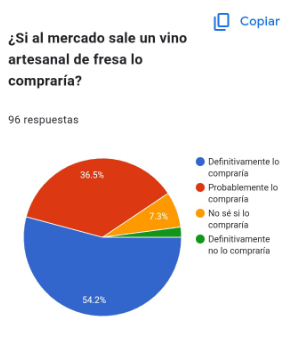 Copiar
¿Si al mercado sale un vino
artesanal de fresa lo
compraría?
96 respuestas
36.5%
7.3%
54.2%
Definitivamente lo
compraría
Probablemente lo
compraría
No sé si lo
compraría
Definitivamente
no lo compraría